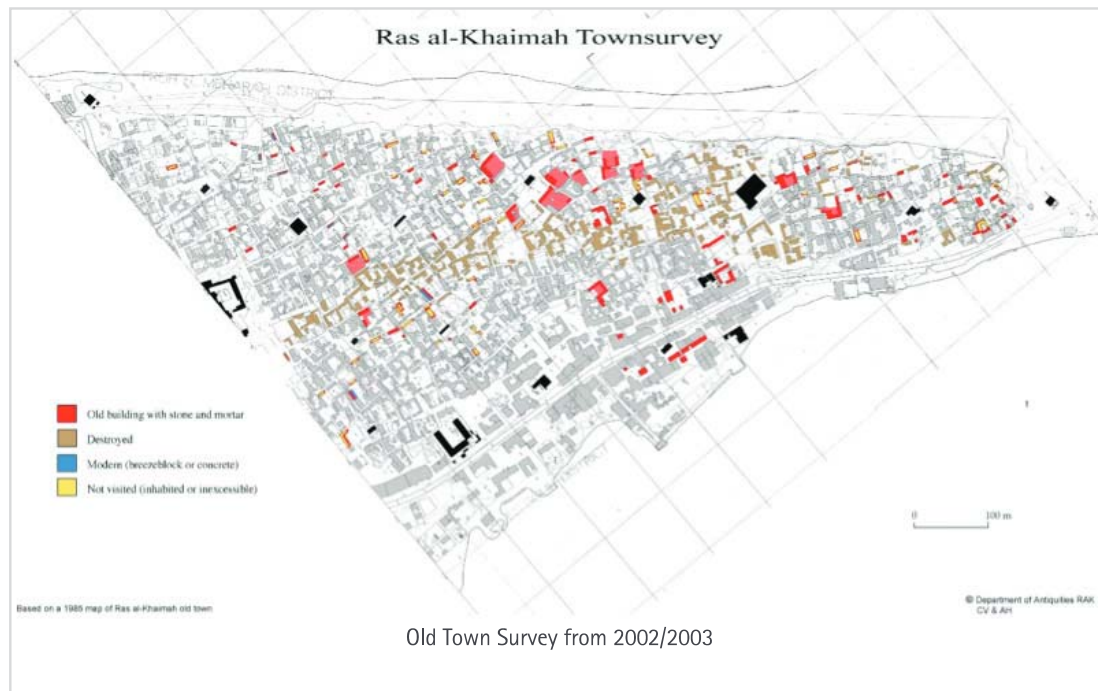 Ras al-Khaimah Townsurvey
DISTRICT
Old building with stone and mortar
Destroyed
Modern (breezeblock or concrete)
Not visited (inhabited or inexcessible)
0 100 m
Based on a 1985 map of Ras al-Khaimah old town
© Department of Antiquities RAK
CV & AH
Old Town Survey from 2002/2003